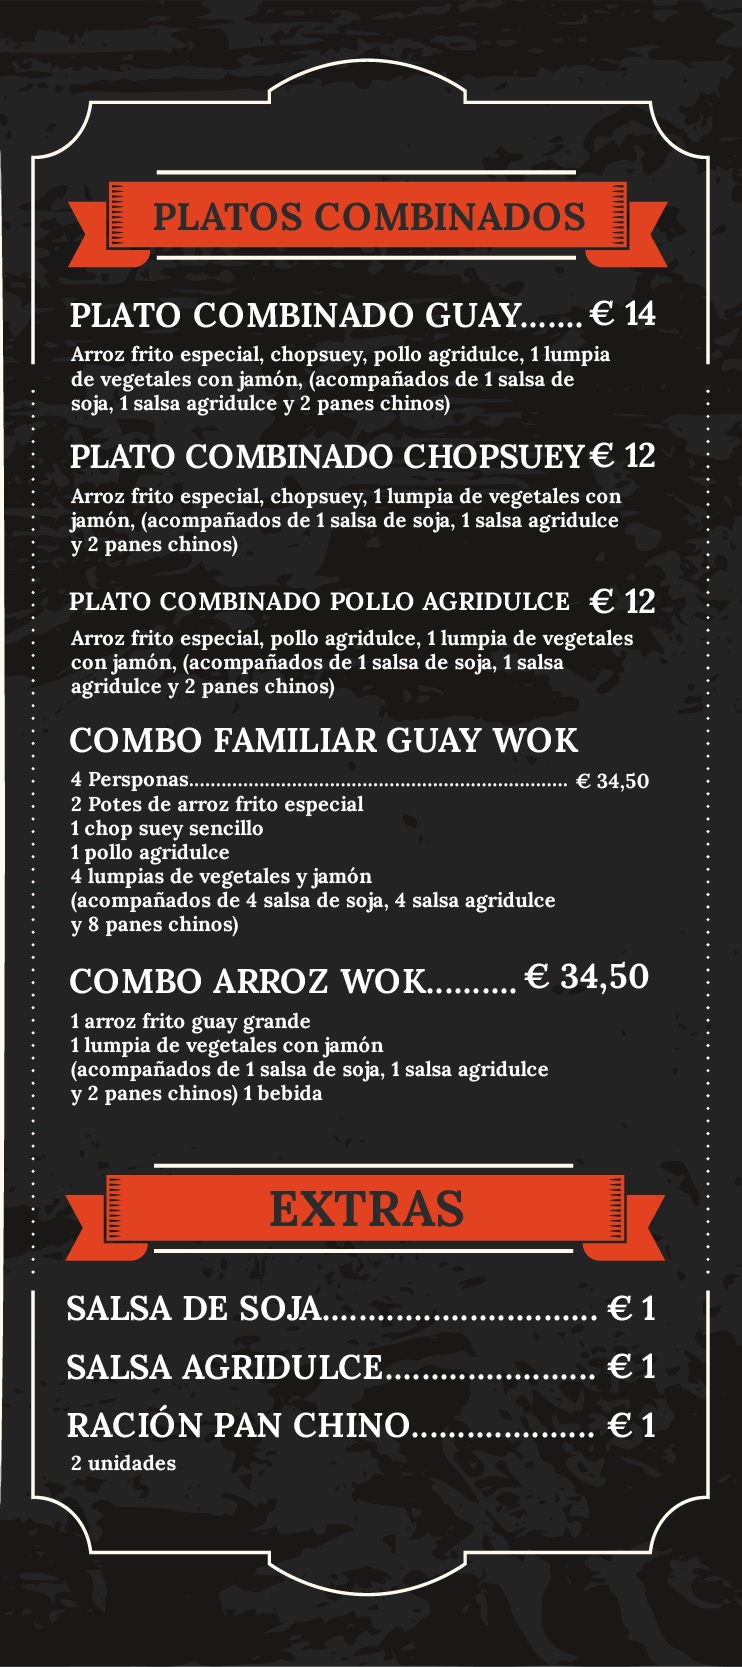 PLATOS COMBINADOS
PLATO COMBINADO GUAY....... € 14
Arroz frito especial, chopsuey, pollo agridulce, 1 lumpia
de vegetales con jamón, (acompañados de 1 salsa de
soja, 1 salsa agridulce y 2 panes chinos)
PLATO COMBINADO CHOPSUEY € 12
Arroz frito especial, chopsuey, 1 lumpia de vegetales con
jamón, (acompañados de 1 salsa de soja, 1 salsa agridulce
y 2 panes chinos)
PLATO COMBINADO POLLO AGRIDULCE € 12
Arroz frito especial, pollo agridulce, 1 lumpia de vegetales
con jamón, (acompañados de 1 salsa de soja, 1 salsa
agridulce y 2 panes chinos)
COMBO FAMILIAR GUAY WOK
4 Persponas...................................................................... € 34,50
2 Potes de arroz frito especial
1 chop suey sencillo
1 pollo agridulce
4 lumpias de vegetales y jamón
(acompañados de 4 salsa de soja, 4 salsa agridulce
y 8 panes chinos)
COMBO ARROZ WOK.......... € 34,50
1 arroz frito guay grande
1 lumpia de vegetales con jamón
(acompañados de 1 salsa de soja, 1 salsa agridulce
y 2 panes chinos) 1 bebida
EXTRAS
SALSA DE SOJA............................ € 1
SALSA AGRIDULCE...................... € 1
RACIÓN PAN CHINO................... € 1
2 unidades